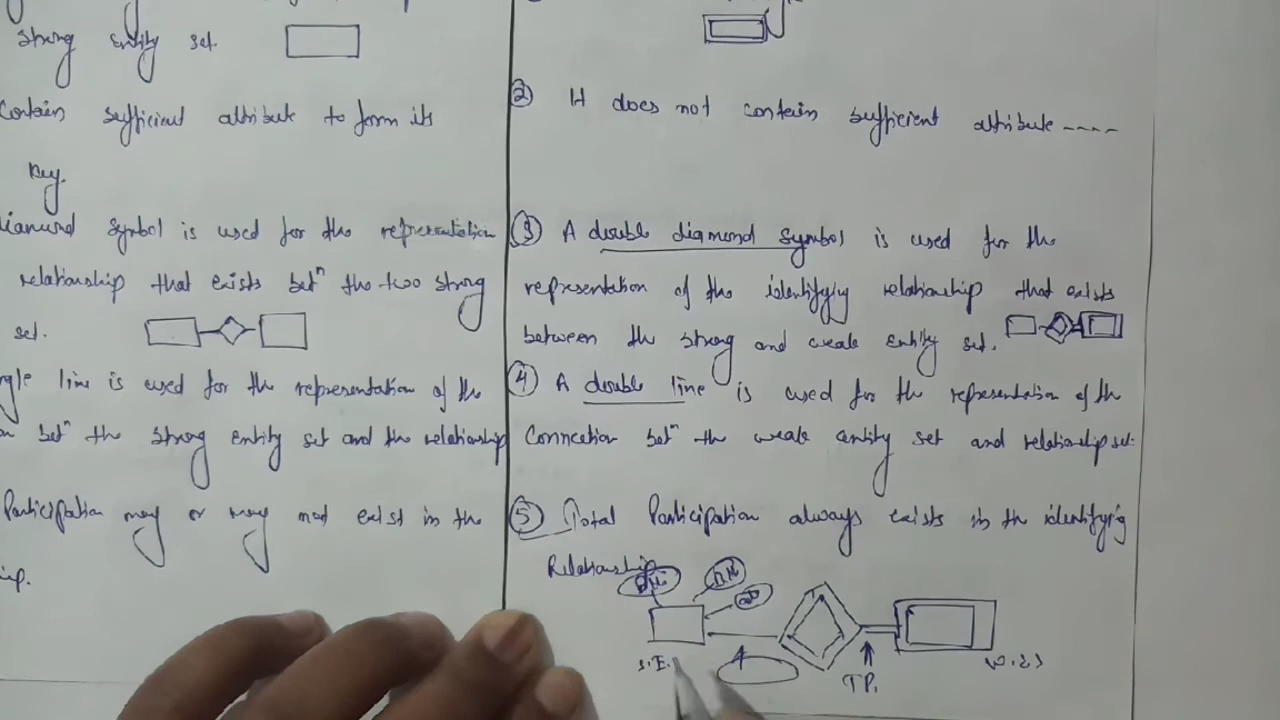 strong entity set.
contain sufficient attribute to form its
key.
diamond symbol is used for the representation
relationship that exists betⁿ the two strong
set.
ngle line is used for the representation of the
n betⁿ the strong entity set and the relationship
Participation may or may not exist in the
ip.
② It does not contain sufficient attribute ----
③ A double diamond symbol is used for the
representation of the identifying relationship that exists
between the strong and weak entity set.
④ A double line is used for the representation of the
Connection betⁿ the weak entity set and relationship set.
⑤ Total Participation always exists in the identifying
Relationship
S.E.
T P.